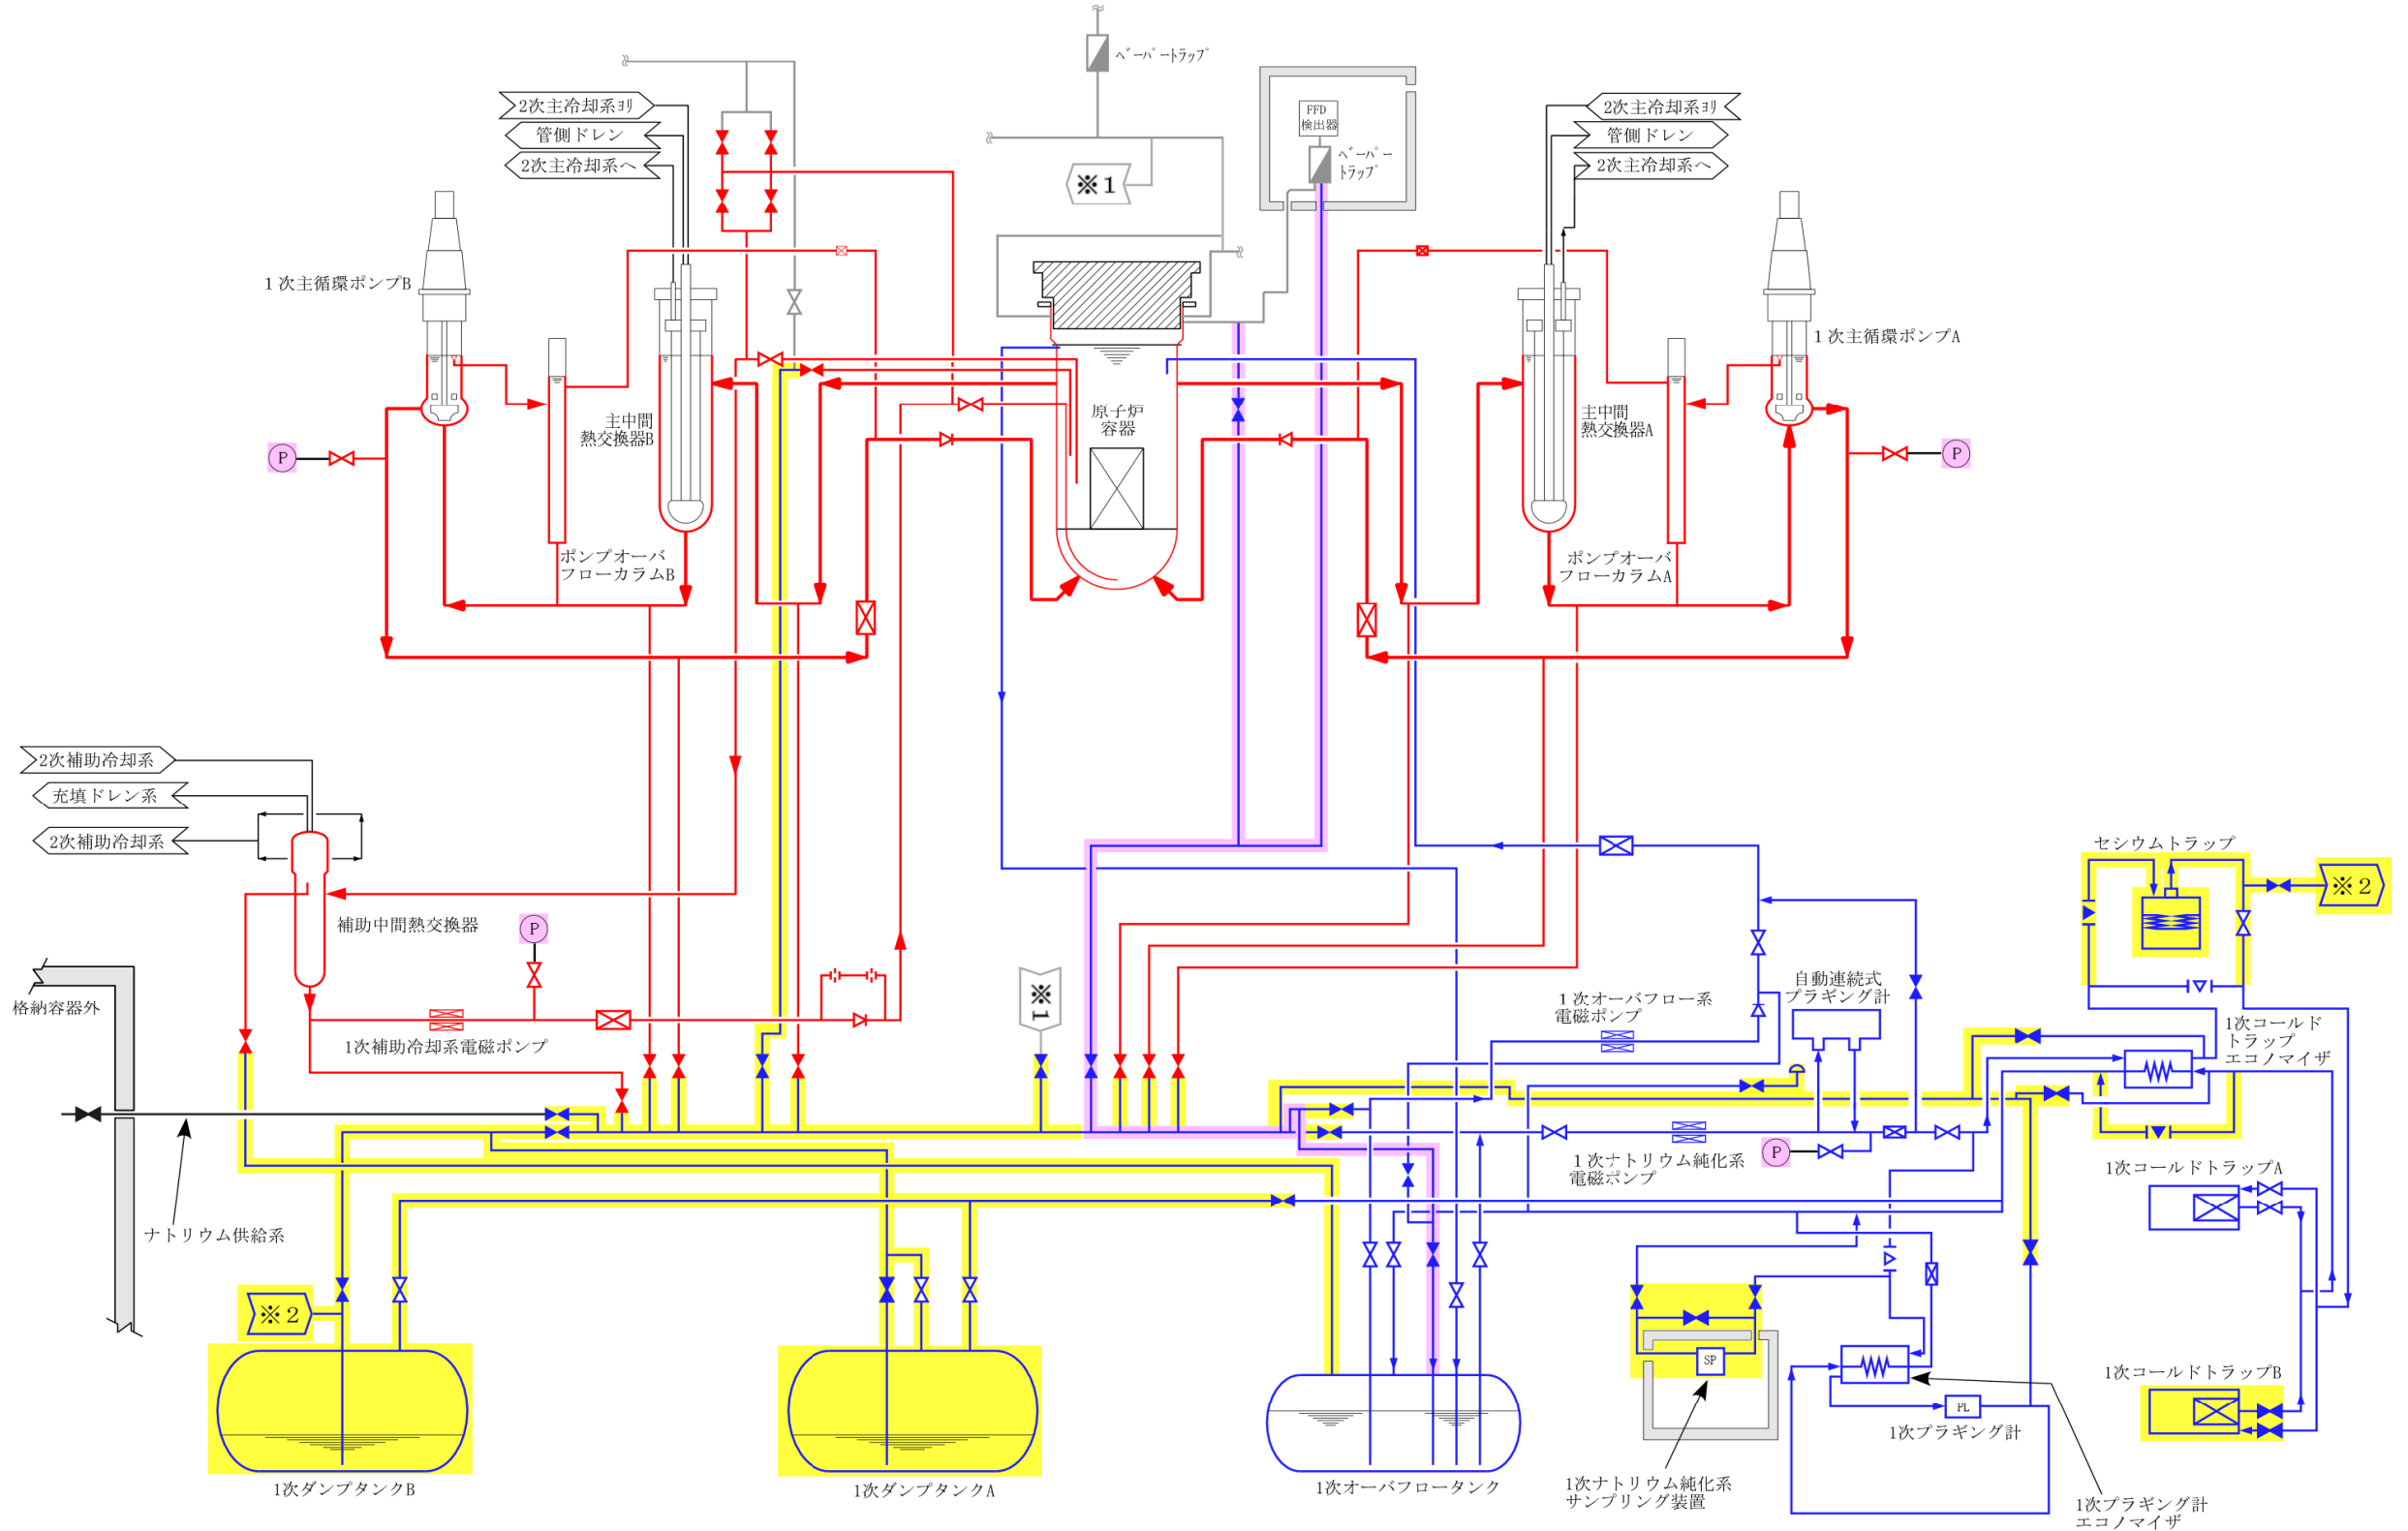 ベーパートラップ
2次主冷却系ヨリ
管側ドレン
2次主冷却系へ
※1
FFD
検出器
ベーパー
トラップ
2次主冷却系ヨリ
管側ドレン
2次主冷却系へ
1次主循環ポンプB
1次主循環ポンプA
主中間
熱交換器B
原子炉
容器
主中間
熱交換器A
P
P
ポンプオーバ
フローカラムB
ポンプオーバ
フローカラムA
2次補助冷却系
充填ドレン系
2次補助冷却系
補助中間熱交換器
P
格納容器外
1次補助冷却系電磁ポンプ
※1
1次オーバフロー系
電磁ポンプ
自動連続式
プラギング計
セシウムトラップ
※2
1次コールド
トラップ
エコノマイザ
P
1次ナトリウム純化系
電磁ポンプ
1次コールドトラップA
ナトリウム供給系
※2
SP
1次コールドトラップB
PL
1次プラギング計
1次ダンプタンクB
1次ダンプタンクA
1次オーバフロータンク
1次ナトリウム純化系
サンプリング装置
1次プラギング計
エコノマイザ